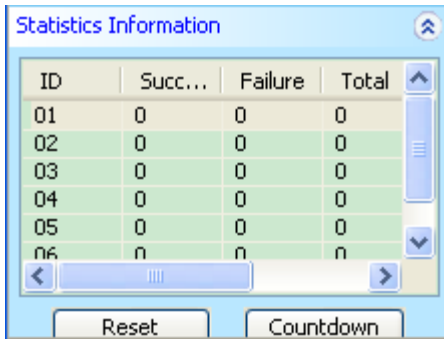 Statistics Information
ID Succ... Failure Total
01 0 0 0
02 0 0 0
03 0 0 0
04 0 0 0
05 0 0 0
06 0 0 0
Reset Countdown